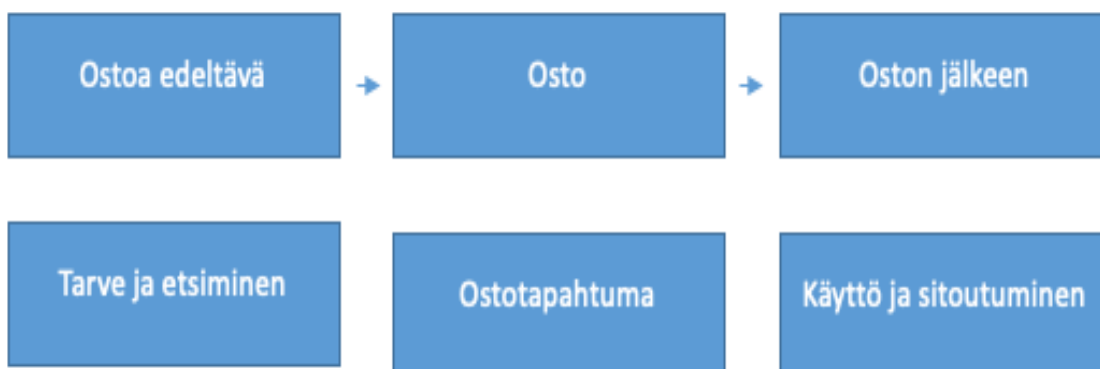 Ostoa edeltävä
Osto
Oston jälkeen
Tarve ja etsiminen
Ostotapahtuma
Käyttö ja sitoutuminen